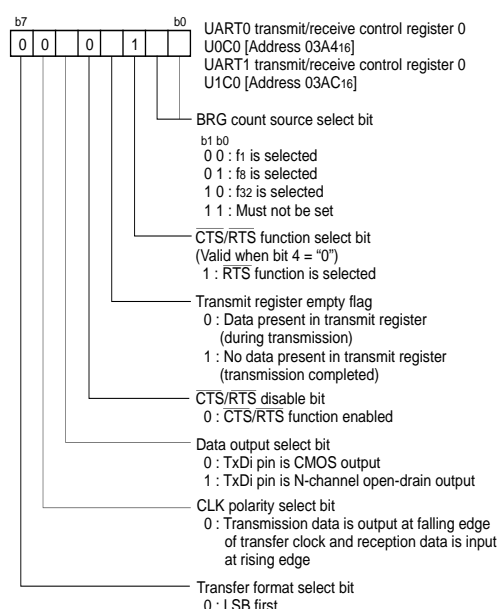 b7 b0
0 0 0 1
UART0 transmit/receive control register 0
U0C0 [Address 03A416]
UART1 transmit/receive control register 0
U1C0 [Address 03AC16]
BRG count source select bit
b1 b0
0 0 : f1 is selected
0 1 : f8 is selected
1 0 : f32 is selected
1 1 : Must not be set
CTS/RTS function select bit
(Valid when bit 4 = “0”)
1 : RTS function is selected
Transmit register empty flag
0 : Data present in transmit register
(during transmission)
1 : No data present in transmit register
(transmission completed)
CTS/RTS disable bit
0 : CTS/RTS function enabled
Data output select bit
0 : TxDi pin is CMOS output
1 : TxDi pin is N-channel open-drain output
CLK polarity select bit
0 : Transmission data is output at falling edge
of transfer clock and reception data is input
at rising edge
Transfer format select bit
0 : LSB first